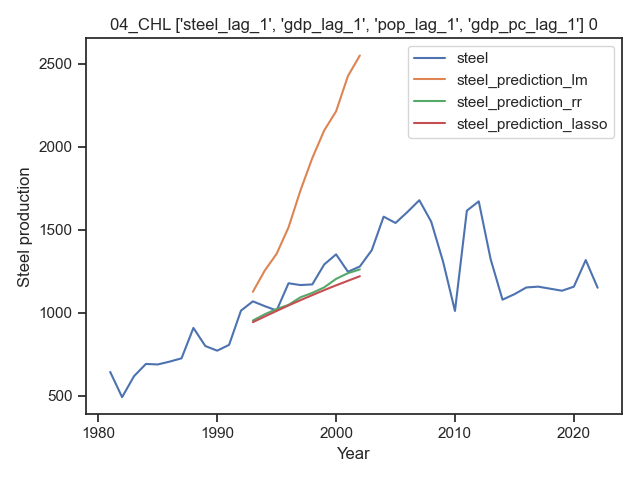 04_CHL ['steel_lag_1', 'gdp_lag_1', 'pop_lag_1', 'gdp_pc_lag_1'] 0
steel
steel_prediction_lm
steel_prediction_rr
steel_prediction_lasso
Steel production
2500
2000
1500
1000
500
1980
1990
2000
2010
2020
Year